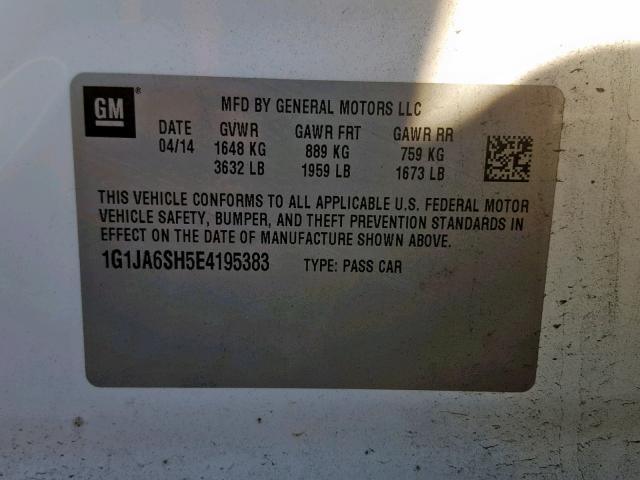 GM ®
MFD BY GENERAL MOTORS LLC
DATE GVWR GAWR FRT GAWR RR
04/14 1648 KG 889 KG 759 KG
3632 LB 1959 LB 1673 LB
THIS VEHICLE CONFORMS TO ALL APPLICABLE U.S. FEDERAL MOTOR
VEHICLE SAFETY, BUMPER, AND THEFT PREVENTION STANDARDS IN
EFFECT ON THE DATE OF MANUFACTURE SHOWN ABOVE.
1G1JA6SH5E4195383 TYPE: PASS CAR